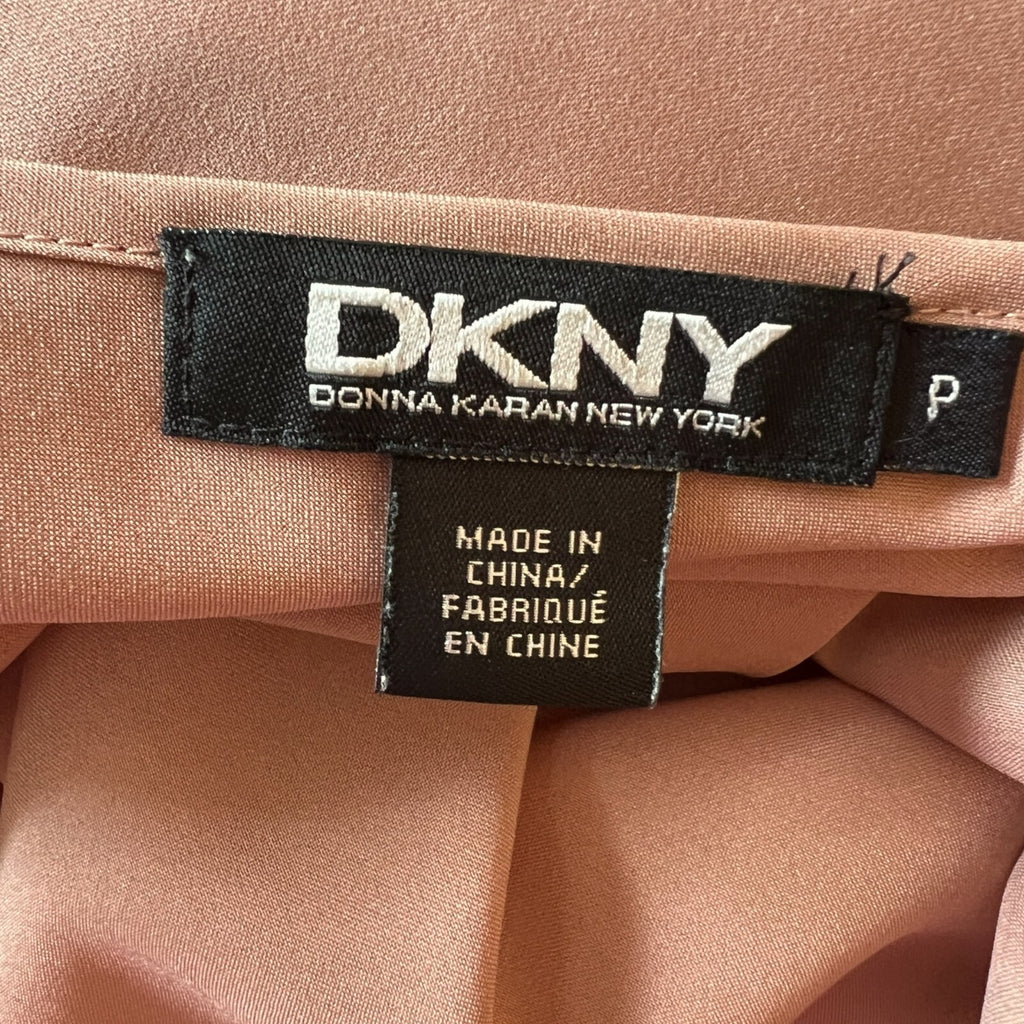 DKNY
DONNA KARAN NEW YORK
P
MADE IN
CHINA/
FABRIQUÉ
EN CHINE